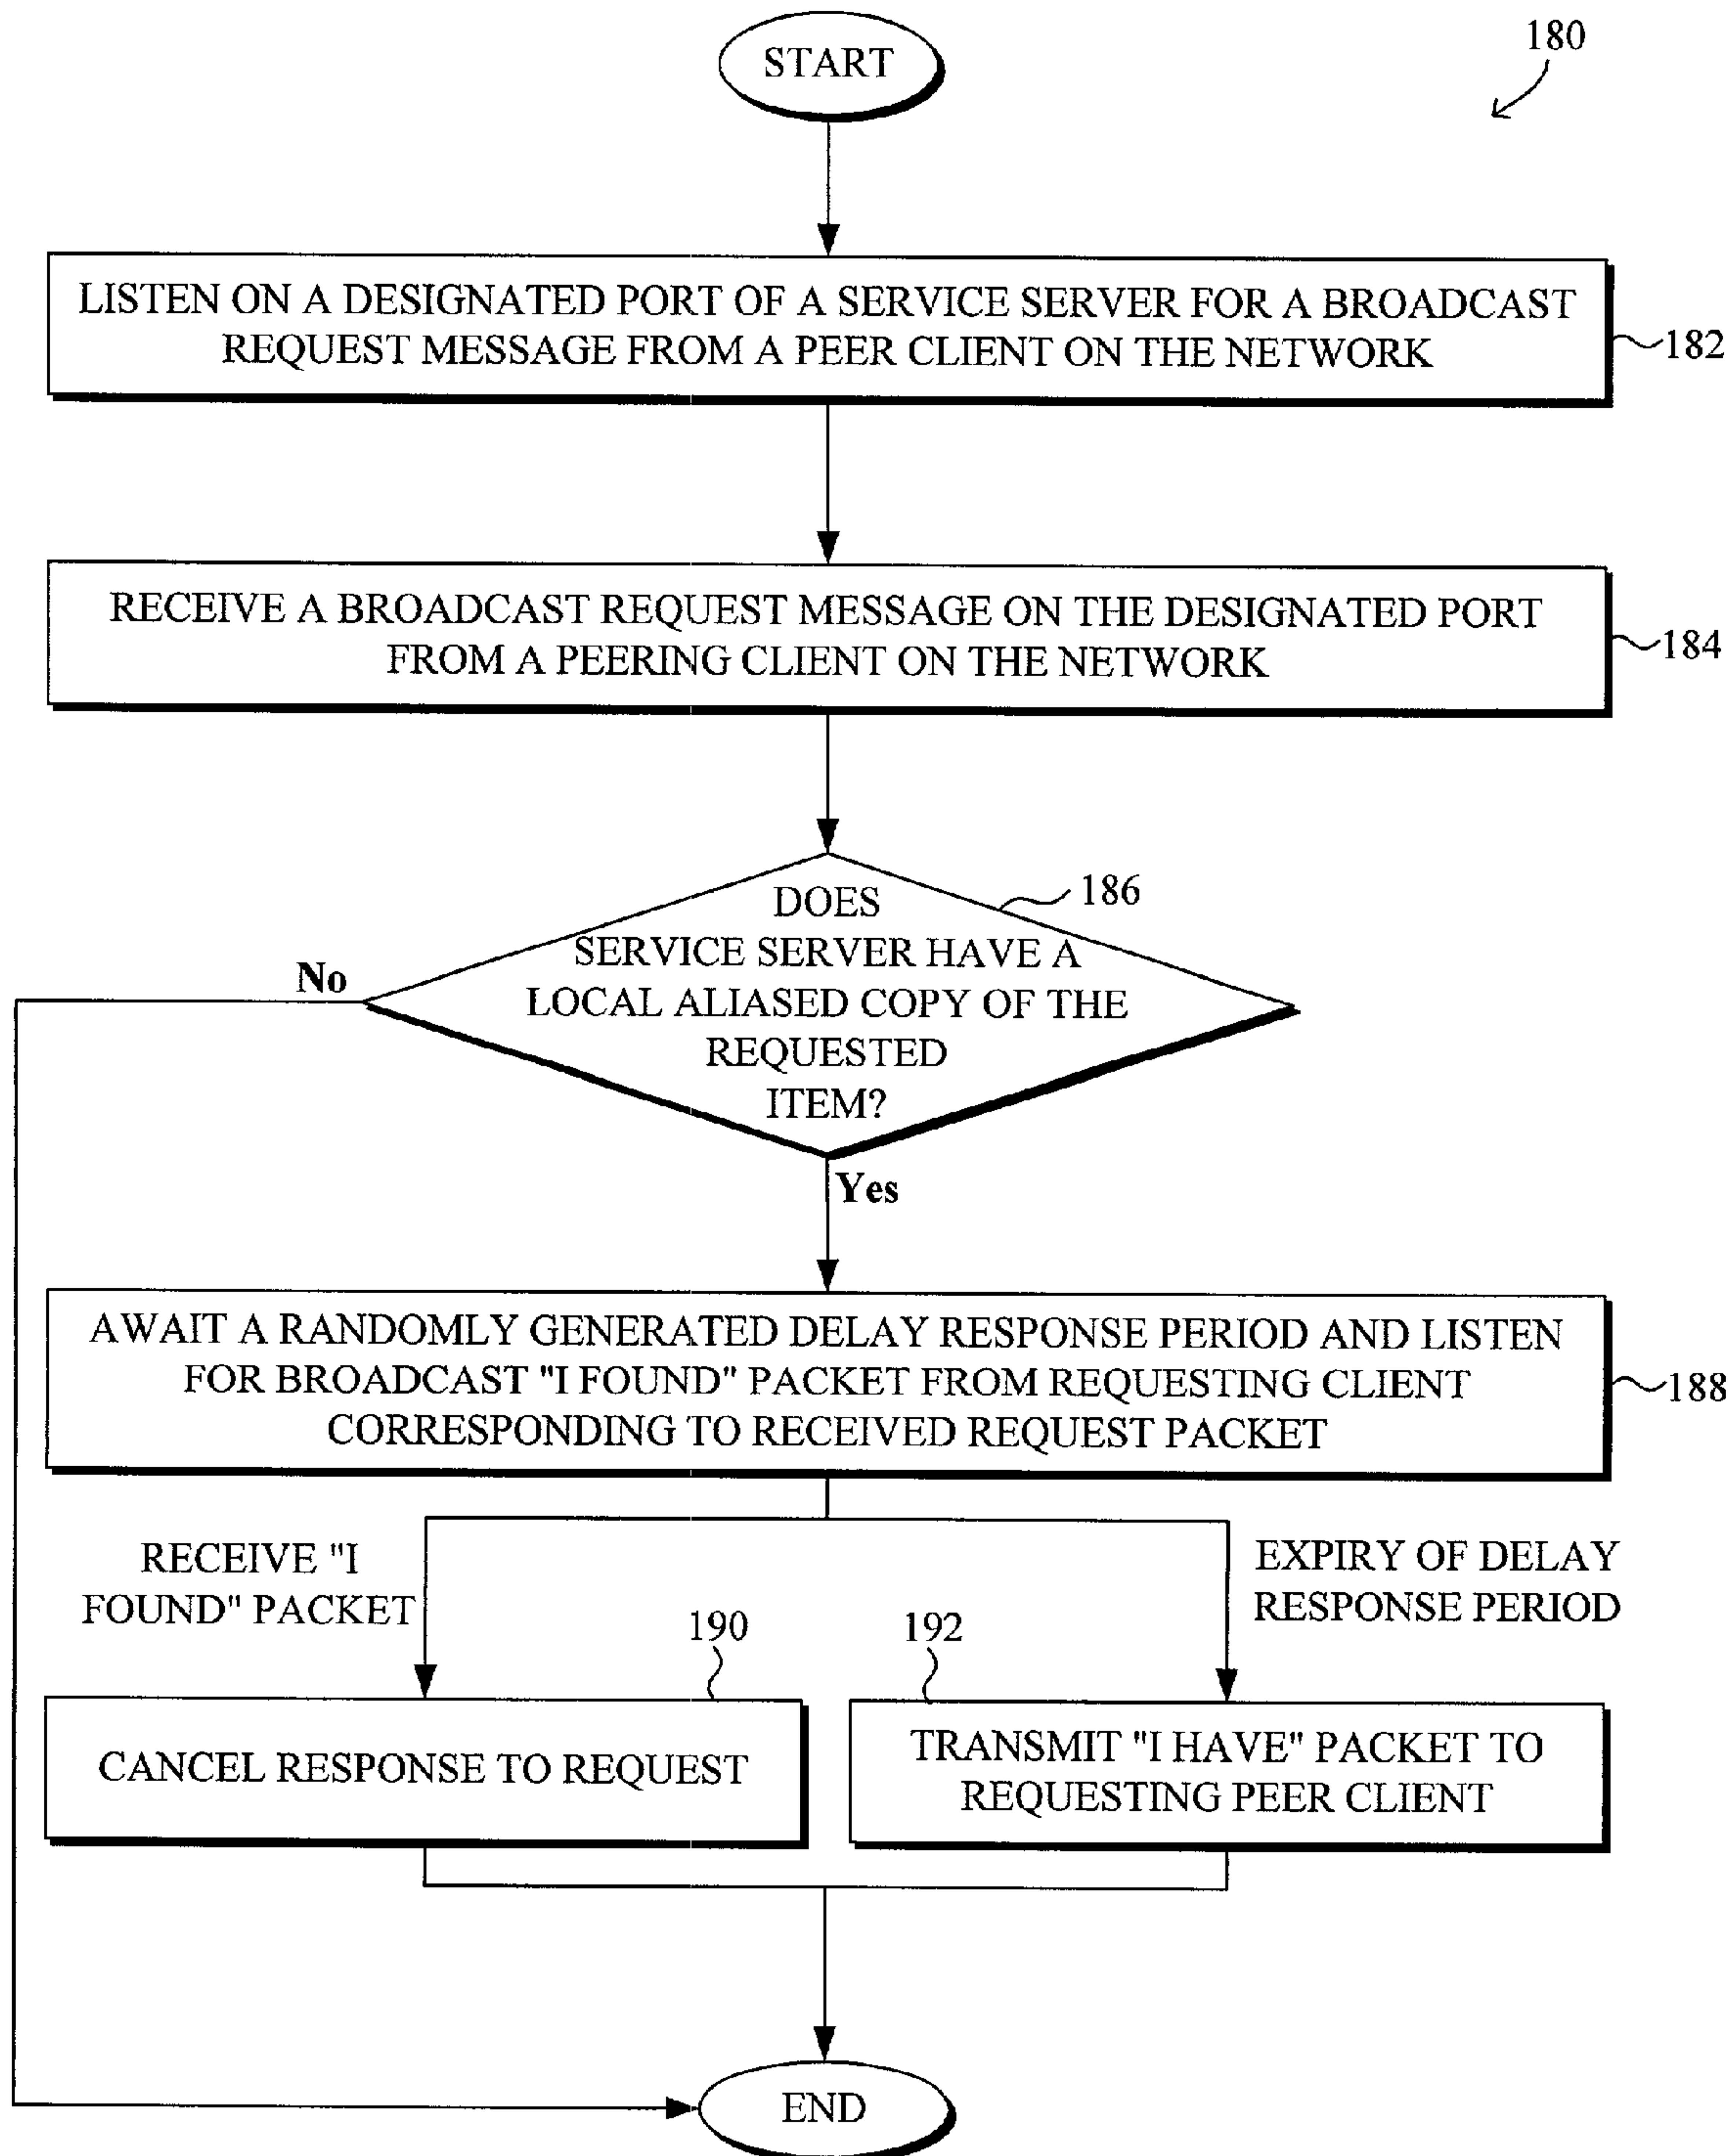 START
180
LISTEN ON A DESIGNATED PORT OF A SERVICE SERVER FOR A BROADCAST
REQUEST MESSAGE FROM A PEER CLIENT ON THE NETWORK
182
RECEIVE A BROADCAST REQUEST MESSAGE ON THE DESIGNATED PORT
FROM A PEERING CLIENT ON THE NETWORK
184
186
DOES
SERVICE SERVER HAVE A
LOCAL ALIASED COPY OF THE
REQUESTED
ITEM?
No
Yes
AWAIT A RANDOMLY GENERATED DELAY RESPONSE PERIOD AND LISTEN
FOR BROADCAST "I FOUND" PACKET FROM REQUESTING CLIENT
CORRESPONDING TO RECEIVED REQUEST PACKET
188
RECEIVE "I
FOUND" PACKET
EXPIRY OF DELAY
RESPONSE PERIOD
190
192
CANCEL RESPONSE TO REQUEST
TRANSMIT "I HAVE" PACKET TO
REQUESTING PEER CLIENT
END